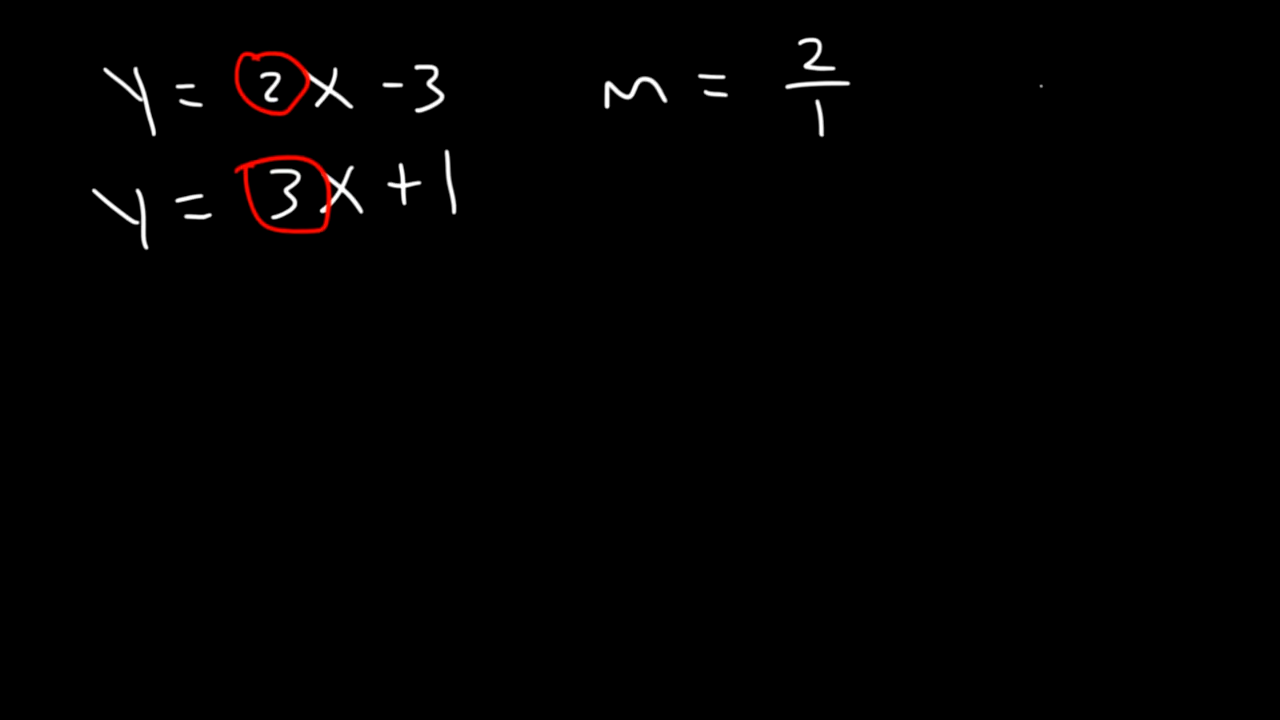 y = 2x - 3
m = 2/1
y = 3x + 1